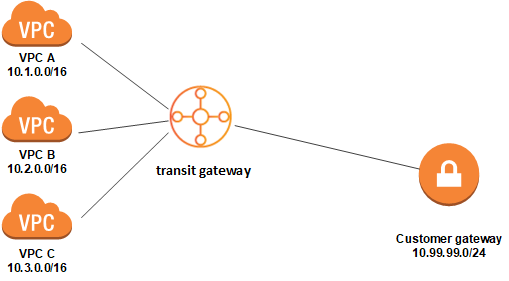 VPC
VPC A
10.1.0.0/16
VPC
VPC B
10.2.0.0/16
transit gateway
VPC
VPC C
10.3.0.0/16
Customer gateway
10.99.99.0/24